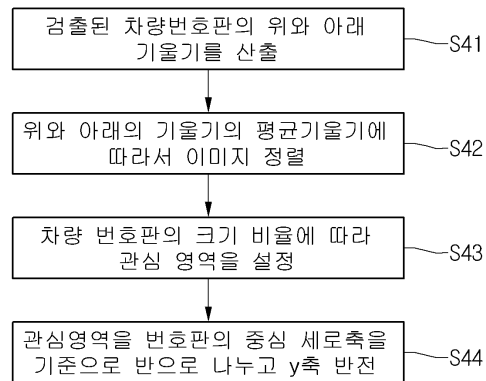 검출된 차량번호판의 위와 아래
기울기를 산출
S41
위와 아래의 기울기의 평균기울기에
따라서 이미지 정렬
S42
차량 번호판의 크기 비율에 따라
관심 영역을 설정
S43
관심영역을 번호판의 중심 세로축을
기준으로 반으로 나누고 y축 반전
S44